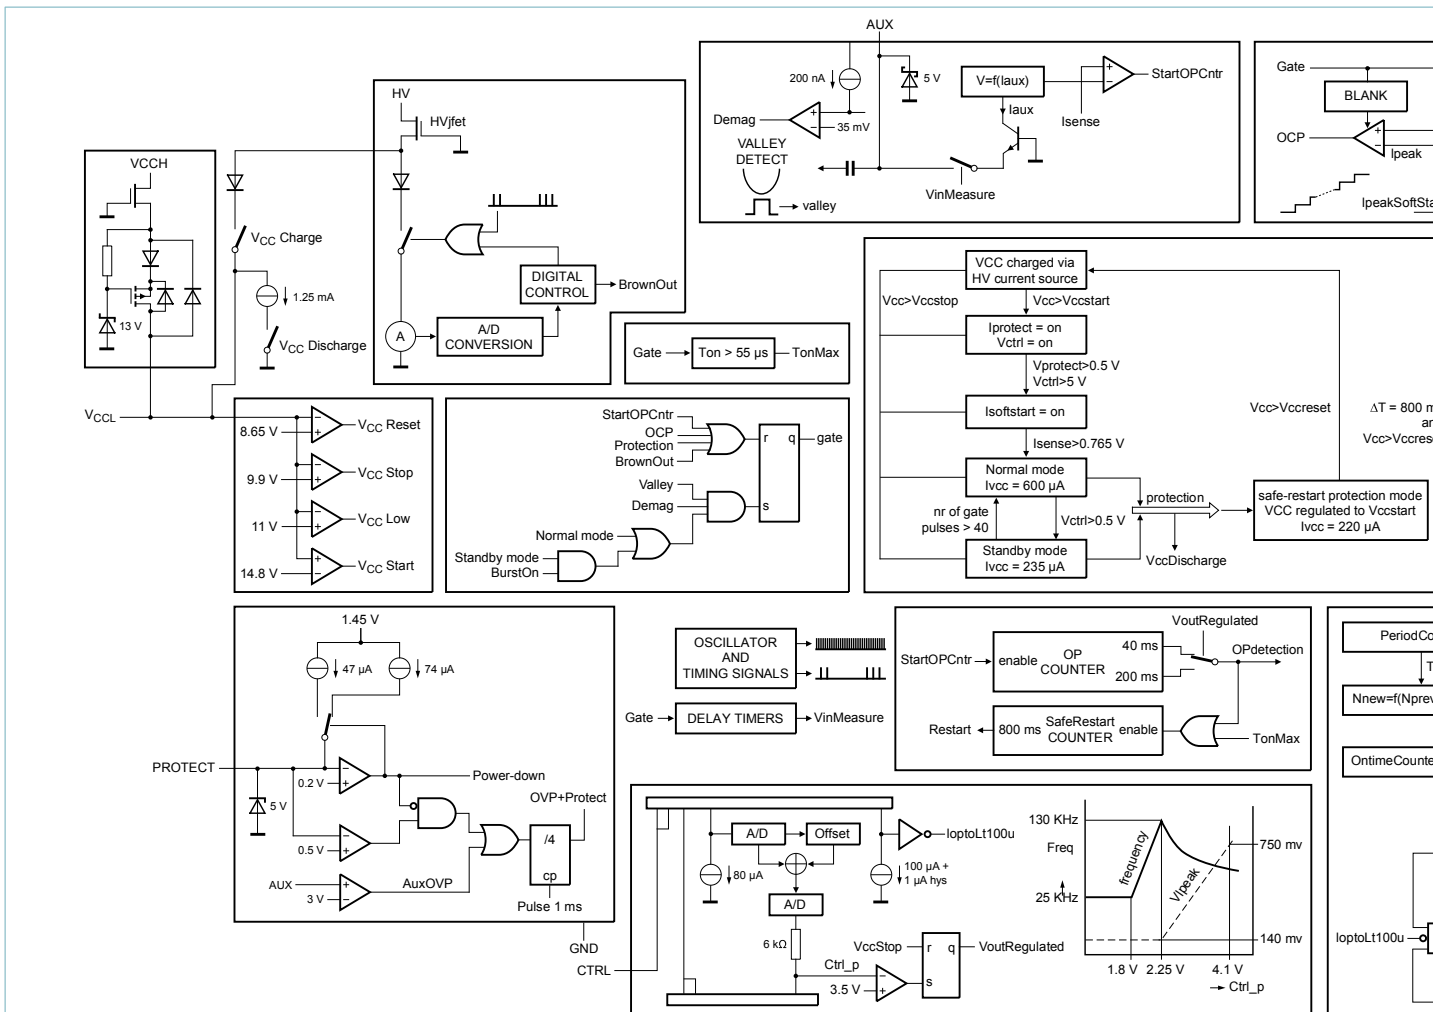 AUX
HV
HVjfet
VCCH
13 V
VCC Charge
1.25 mA
VCC Discharge
VCCL
A
A/D
CONVERSION
DIGITAL
CONTROL
BrownOut
200 nA
5 V
V=f(Iaux)
Iaux
StartOPCntr
Isense
Demag
35 mV
VALLEY
DETECT
valley
VinMeasure
Gate
BLANK
OCP
Ipeak
IpeakSoftSta
Gate
Ton > 55 µs
TonMax
8.65 V
VCC Reset
9.9 V
VCC Stop
11 V
VCC Low
14.8 V
VCC Start
StartOPCntr
OCP
Protection
BrownOut
r
q
gate
Valley
Demag
s
Normal mode
Standby mode
BurstOn
VCC charged via
HV current source
Vcc>Vccstop
Vcc>Vccstart
Iprotect = on
Vctrl = on
Vprotect>0.5 V
Vctrl>5 V
Isoftstart = on
Isense>0.765 V
Normal mode
Ivcc = 600 µA
nr of gate
pulses > 40
Vctrl>0.5 V
Standby mode
Ivcc = 235 µA
protection
VccDischarge
Vcc>Vccreset
ΔT = 800 m
an
Vcc>Vccrese
safe-restart protection mode
VCC regulated to Vccstart
Ivcc = 220 µA
1.45 V
47 µA
74 µA
PROTECT
0.2 V
Power-down
5 V
OVP+Protect
0.5 V
/4
cp
AUX
3 V
AuxOVP
Pulse 1 ms
GND
OSCILLATOR
AND
TIMING SIGNALS
Gate
DELAY TIMERS
VinMeasure
VoutRegulated
StartOPCntr
enable
OP
COUNTER
40 ms
200 ms
OPdetection
Restart
800 ms
SafeRestart
COUNTER
enable
TonMax
PeriodCo
T
Nnew=f(Nprev
OntimeCounte
CTRL
A/D
Offset
80 µA
IoptoLt100u
100 µA +
1 µA hys
A/D
6 kΩ
Ctrl_p
3.5 V
VccStop
r
q
VoutRegulated
s
130 KHz
Freq
25 KHz
frequency
VIpeak
750 mv
140 mv
1.8 V
2.25 V
4.1 V
Ctrl_p
IoptoLt100u